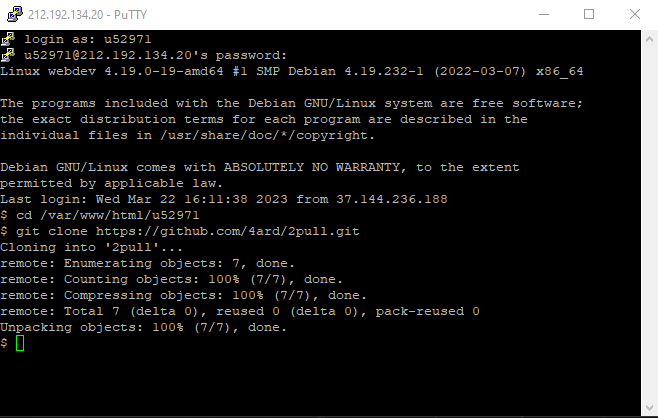 212.192.134.20 - PuTTY
login as: u52971
u52971@212.192.134.20's password:
Linux webdev 4.19.0-19-amd64 #1 SMP Debian 4.19.232-1 (2022-03-07) x86_64
The programs included with the Debian GNU/Linux system are free software;
the exact distribution terms for each program are described in the
individual files in /usr/share/doc/*/copyright.
Debian GNU/Linux comes with ABSOLUTELY NO WARRANTY, to the extent
permitted by applicable law.
Last login: Wed Mar 22 16:11:38 2023 from 37.144.236.188
$ cd /var/www/html/u52971
$ git clone https://github.com/4ard/2pull.git
Cloning into '2pull'...
remote: Enumerating objects: 7, done.
remote: Counting objects: 100% (7/7), done.
remote: Compressing objects: 100% (7/7), done.
remote: Total 7 (delta 0), reused 0 (delta 0), pack-reused 0
Unpacking objects: 100% (7/7), done.
$